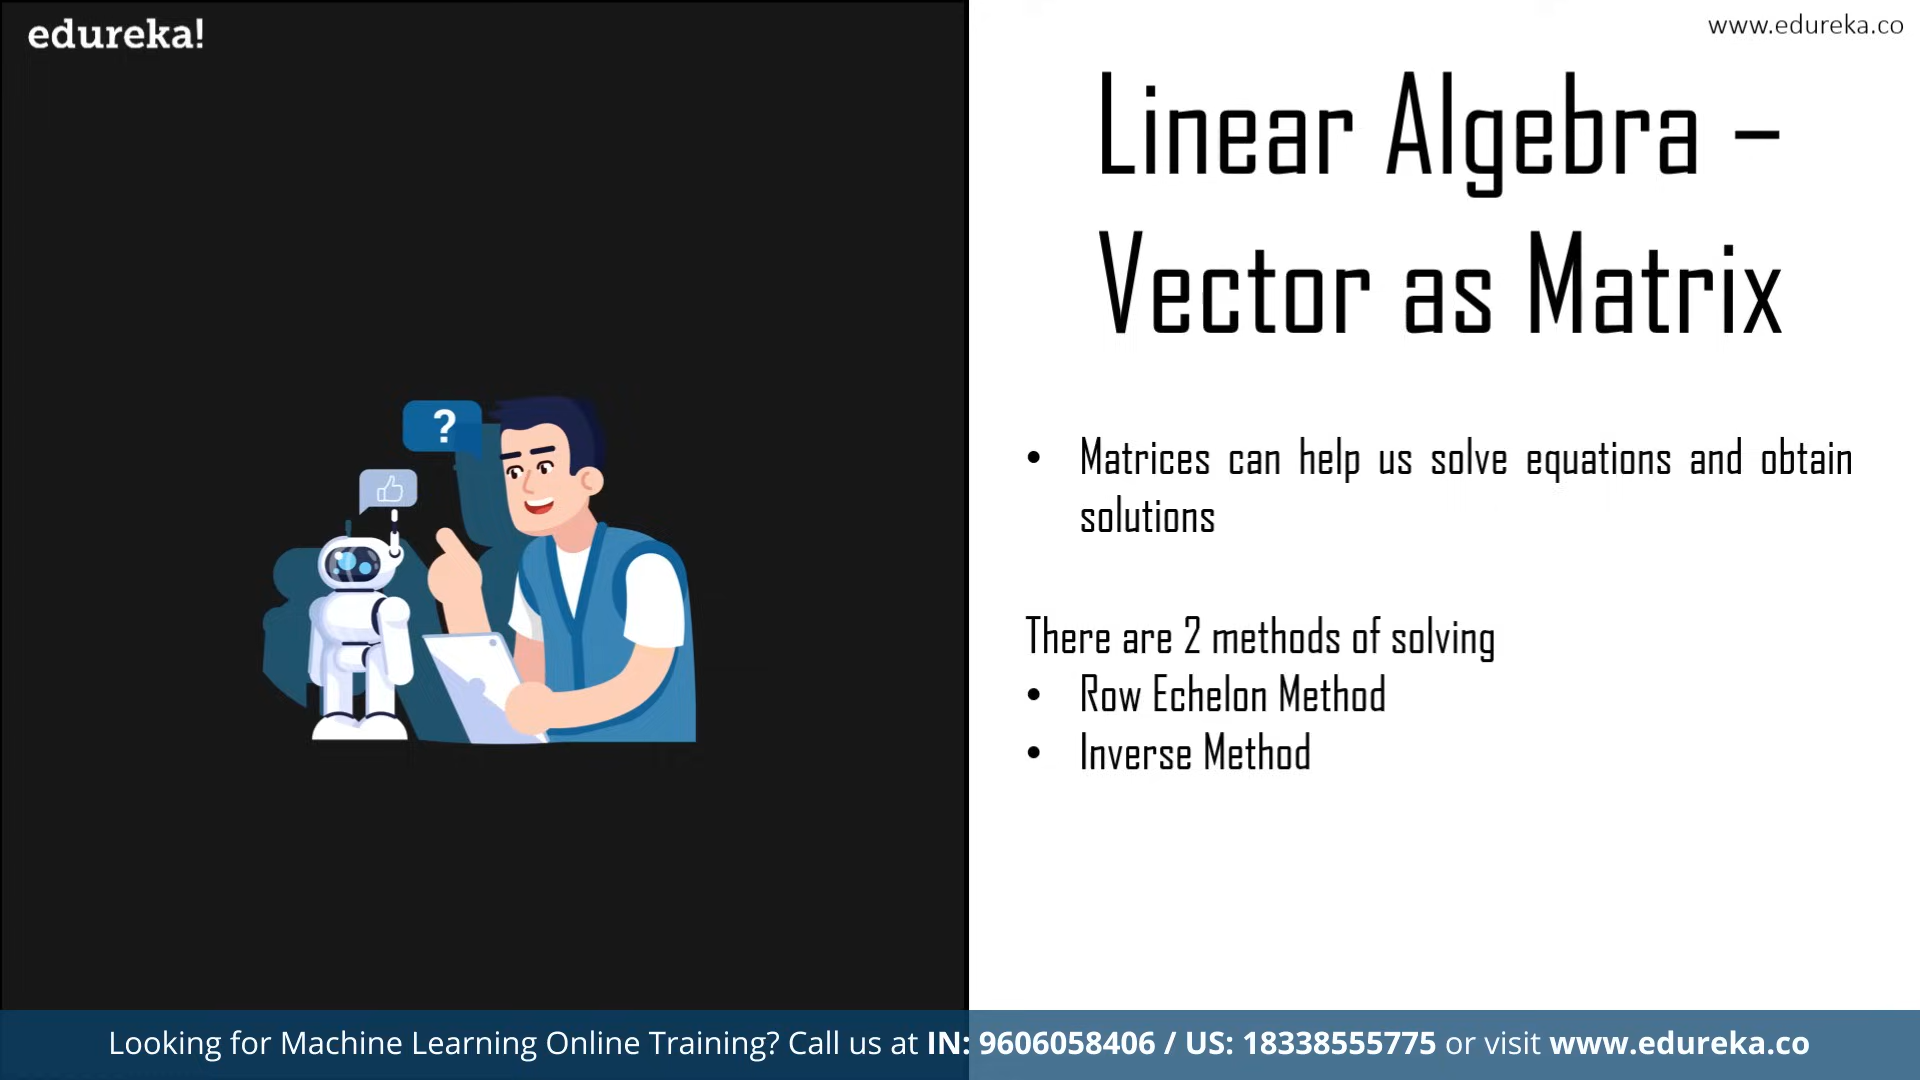 edureka!
www.edureka.co
Linear Algebra –
Vector as Matrix
?
• Matrices can help us solve equations and obtain
solutions
There are 2 methods of solving
• Row Echelon Method
• Inverse Method
Looking for Machine Learning Online Training? Call us at IN: 9606058406 / US: 18338555775 or visit www.edureka.co